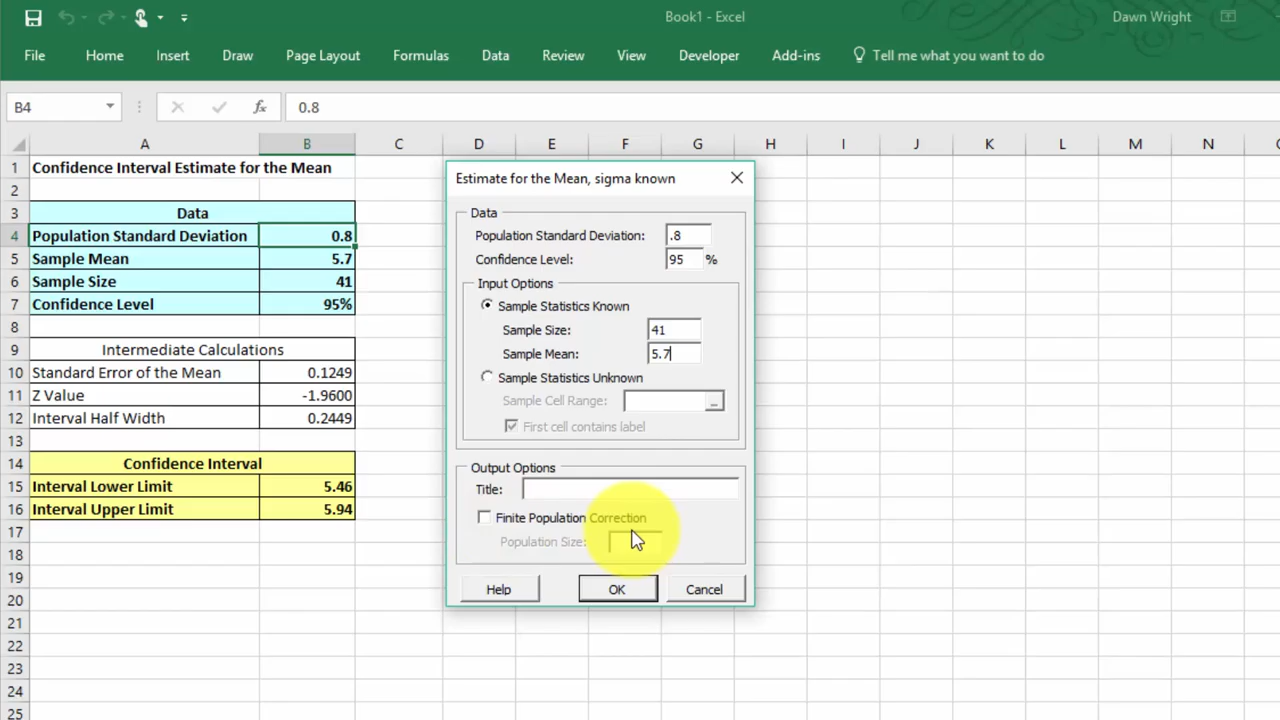 Book1 - Excel
Dawn Wright
File Home Insert Draw Page Layout Formulas Data Review View Developer Add-ins Tell me what you want to do
B4 fx 0.8
A B C D E F G H I J K L M N
1 Confidence Interval Estimate for the Mean
2
3 Data
4 Population Standard Deviation 0.8
5 Sample Mean 5.7
6 Sample Size 41
7 Confidence Level 95%
8
9 Intermediate Calculations
10 Standard Error of the Mean 0.1249
11 Z Value -1.9600
12 Interval Half Width 0.2449
13
14 Confidence Interval
15 Interval Lower Limit 5.46
16 Interval Upper Limit 5.94
17
18
19
20
21
22
23
24
25
Estimate for the Mean, sigma known
Data
Population Standard Deviation: .8
Confidence Level: 95 %
Input Options
Sample Statistics Known
Sample Size: 41
Sample Mean: 5.7
Sample Statistics Unknown
Sample Cell Range: _
First cell contains label
Output Options
Title:
Finite Population Correction
Population Size:
Help OK Cancel